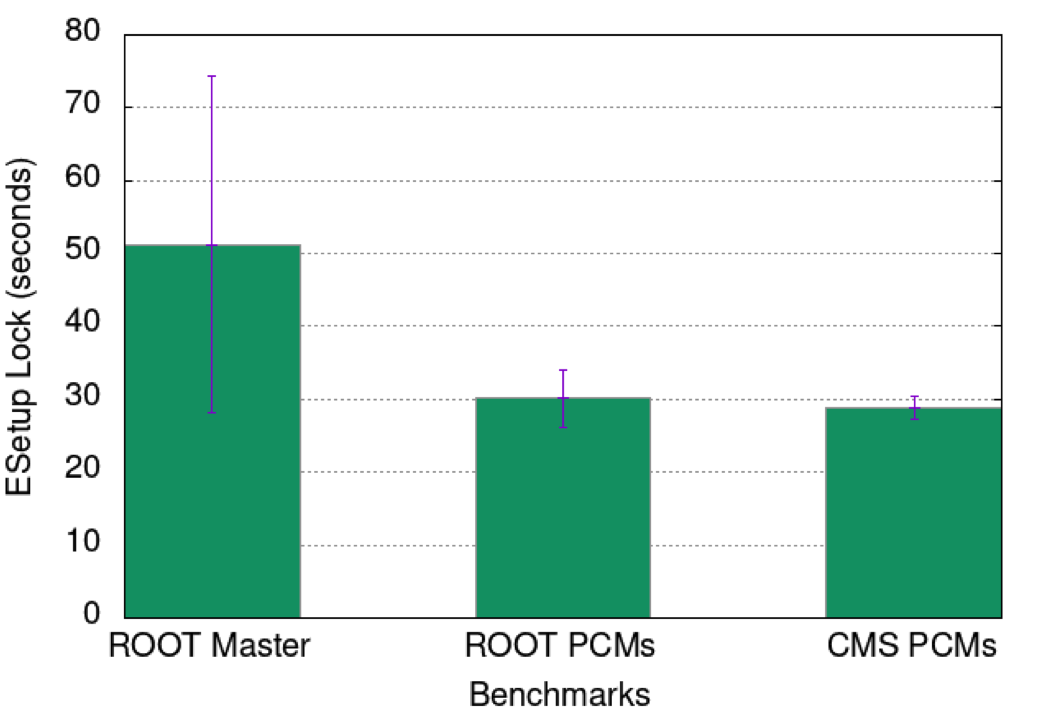 80
70
60
50
40
30
20
10
0
ESetup Lock (seconds)
ROOT Master
ROOT PCMs
CMS PCMs
Benchmarks